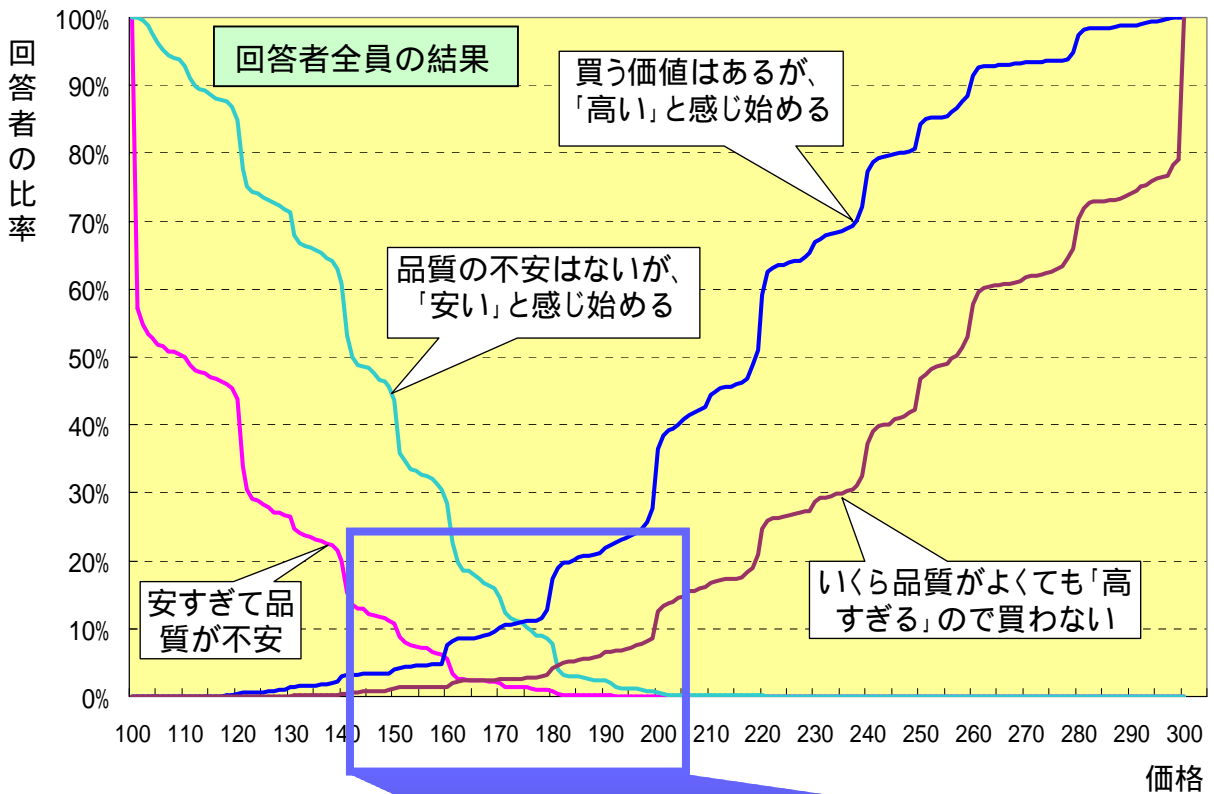 回答者の比率
100%
90%
80%
70%
60%
50%
40%
30%
20%
10%
0%
回答者全員の結果
買う価値はあるが、
「高い」と感じ始める
品質の不安はないが、
「安い」と感じ始める
安すぎて品
質が不安
いくら品質がよくても「高
すぎる」ので買わない
100 110 120 130 140 150 160 170 180 190 200 210 220 230 240 250 260 270 280 290 300
価格